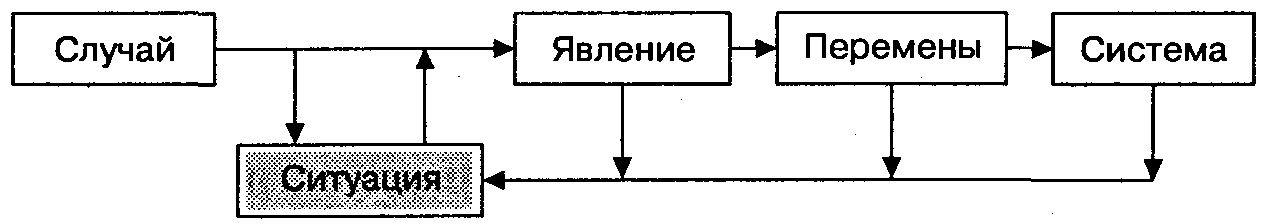 Случай
Явление
Перемены
Система
Ситуация